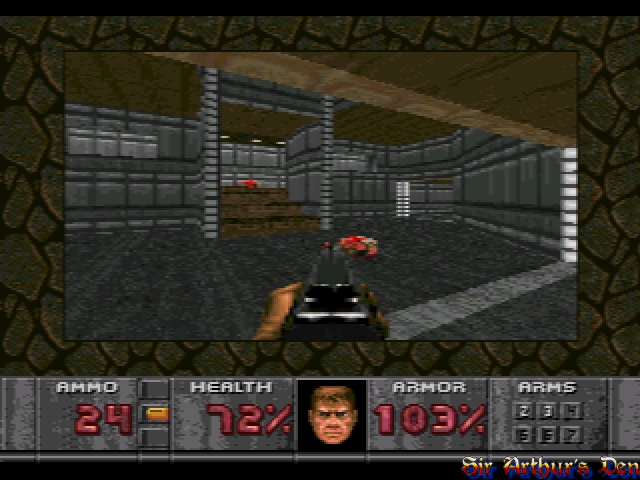 AMMO HEALTH ARMOR ARMS
24 72% 103% 2 3 4
5 6 7
Sir Arthur's Den